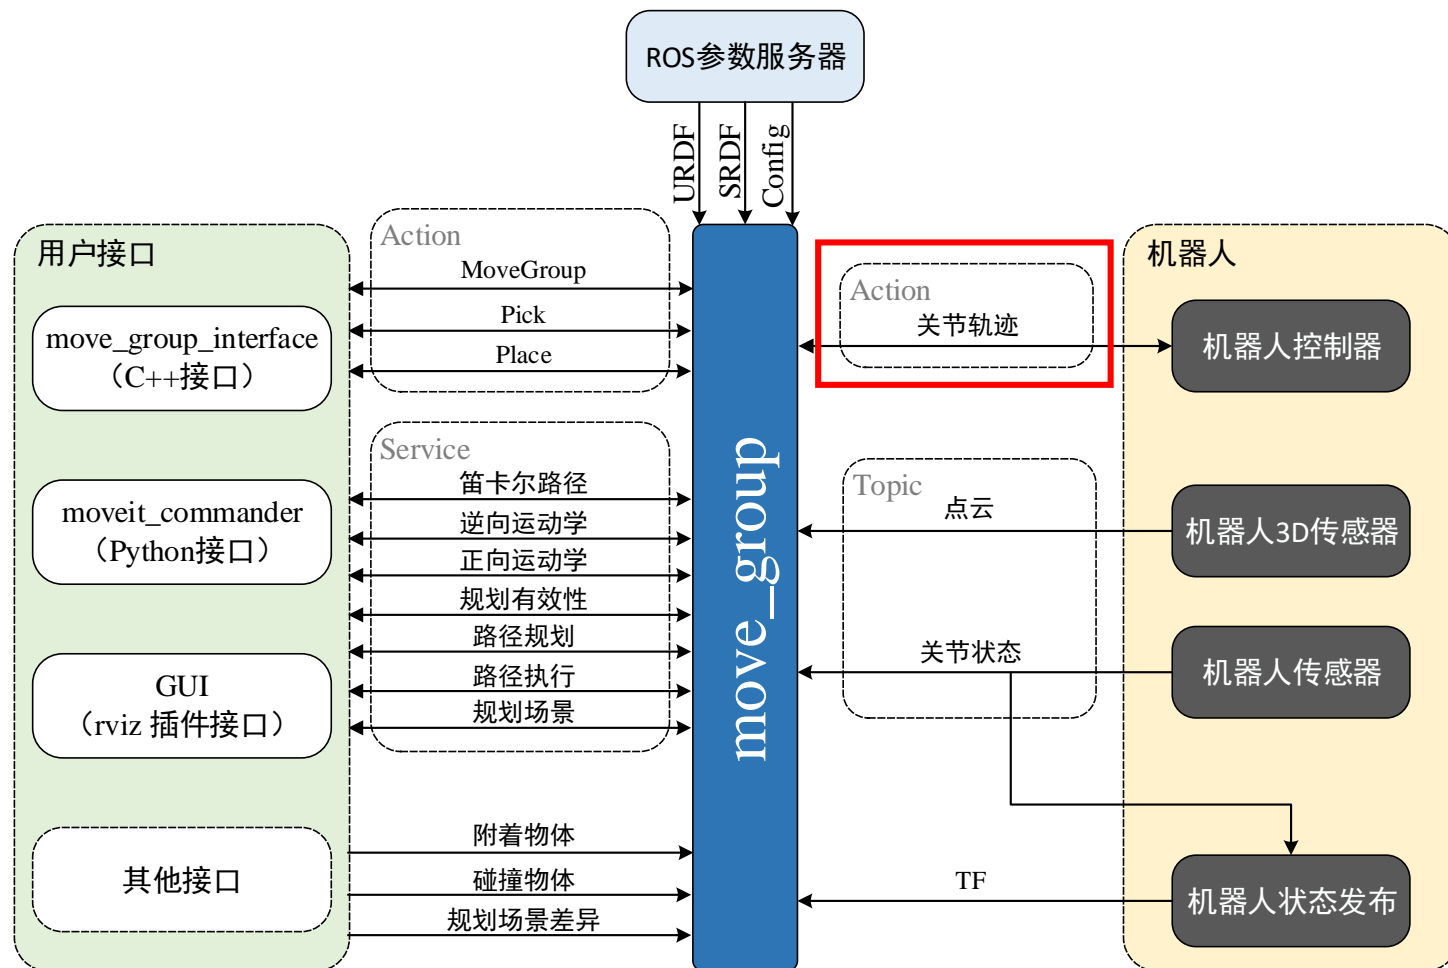 ROS参数服务器
URDF
SRDF
Config
用户接口
move_group_interface
（C++接口）
moveit_commander
（Python接口）
GUI
（rviz 插件接口）
其他接口
Action
MoveGroup
Pick
Place
Service
笛卡尔路径
逆向运动学
正向运动学
规划有效性
路径规划
路径执行
规划场景
附着物体
碰撞物体
规划场景差异
move_group
Action
关节轨迹
Topic
点云
关节状态
TF
机器人
机器人控制器
机器人3D传感器
机器人传感器
机器人状态发布